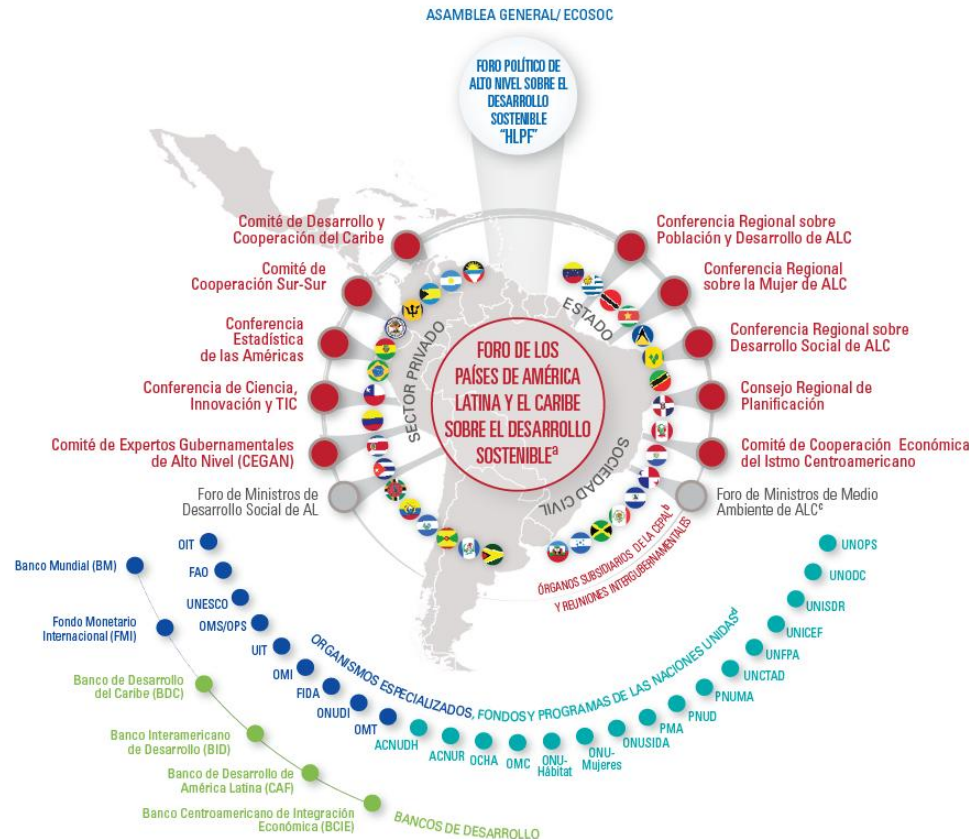 ASAMBLEA GENERAL/ ECOSOC
FORO POLÍTICO DE
ALTO NIVEL SOBRE EL
DESARROLLO
SOSTENIBLE
“HLPF”
Comité de Desarrollo y
Cooperación del Caribe
Comité de
Cooperación Sur-Sur
Conferencia
Estadística
de las Américas
Conferencia de Ciencia,
Innovación y TIC
Comité de Expertos Gubernamentales
de Alto Nivel (CEGAN)
Foro de Ministros de
Desarrollo Social de AL
Conferencia Regional sobre
Población y Desarrollo de ALC
Conferencia Regional
sobre la Mujer de ALC
Conferencia Regional sobre
Desarrollo Social de ALC
Consejo Regional de
Planificación
Comité de Cooperación Económica
del Istmo Centroamericano
Foro de Ministros de Medio
Ambiente de ALCᶜ
SECTOR PRIVADO
ESTADO
SOCIEDAD CIVIL
FORO DE LOS
PAÍSES DE AMÉRICA
LATINA Y EL CARIBE
SOBRE EL DESARROLLO
SOSTENIBLEᵃ
ÓRGANOS SUBSIDIARIOS DE LA CEPALᵇ
Y REUNIONES INTERGUBERNAMENTALES
OIT
FAO
UNESCO
OMS/OPS
UIT
OMI
FIDA
ONUDI
OMT
ACNUDH
ACNUR
OCHA
OMC
ONU-
Hábitat
ONU-
Mujeres
ONUSIDA
PMA
PNUD
PNUMA
UNCTAD
UNFPA
UNICEF
UNISDR
UNODC
UNOPS
ORGANISMOS ESPECIALIZADOS, FONDOS Y PROGRAMAS DE LAS NACIONES UNIDASᵈ
Banco Mundial (BM)
Fondo Monetario
Internacional (FMI)
Banco de Desarrollo
del Caribe (BDC)
Banco Interamericano
de Desarrollo (BID)
Banco de Desarrollo de
América Latina (CAF)
Banco Centroamericano de Integración
Económica (BCIE)
BANCOS DE DESARROLLO